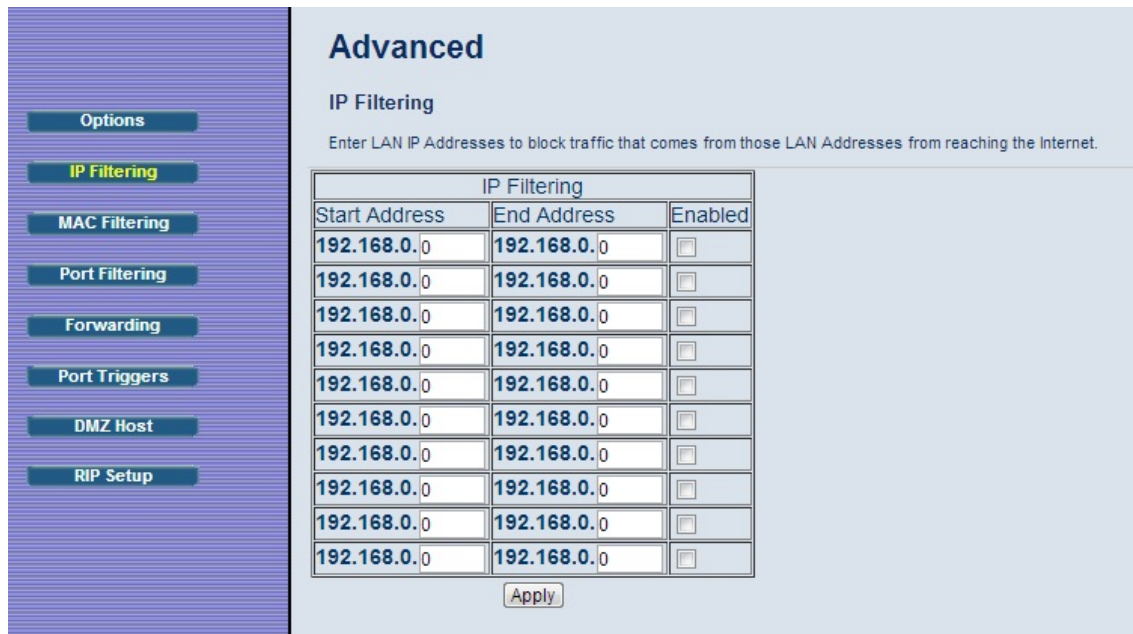 Advanced
IP Filtering
Enter LAN IP Addresses to block traffic that comes from those LAN Addresses from reaching the Internet.
Options
IP Filtering
MAC Filtering
Port Filtering
Forwarding
Port Triggers
DMZ Host
RIP Setup
IP Filtering
Start Address End Address Enabled
192.168.0. 0 192.168.0. 0
192.168.0. 0 192.168.0. 0
192.168.0. 0 192.168.0. 0
192.168.0. 0 192.168.0. 0
192.168.0. 0 192.168.0. 0
192.168.0. 0 192.168.0. 0
192.168.0. 0 192.168.0. 0
192.168.0. 0 192.168.0. 0
192.168.0. 0 192.168.0. 0
192.168.0. 0 192.168.0. 0
Apply